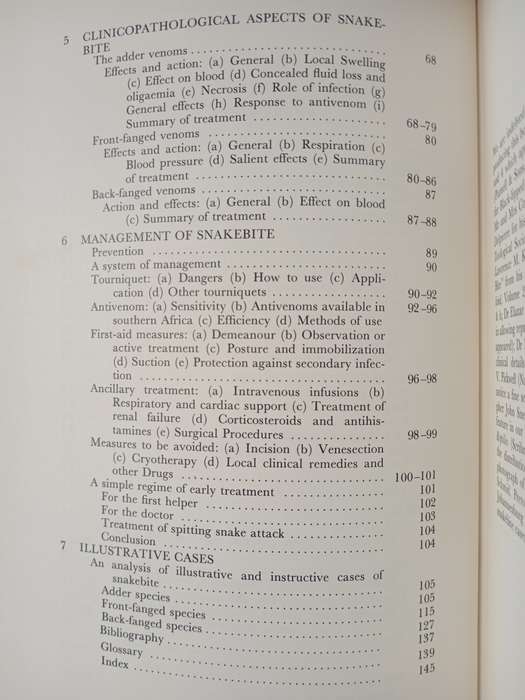 5 CLINICOPATHOLOGICAL ASPECTS OF SNAKE-
BITE
The adder venoms . . . . . . . . . . . . . . . . . . . . . . . . . . . . . . 68
Effects and action: (a) General (b) Local Swelling
(c) Effect on blood (d) Concealed fluid loss and
oligaemia (e) Necrosis (f) Role of infection (g)
General effects (h) Response to antivenom (i)
Summary of treatment . . . . . . . . . . . . . . . . . . . . 68–79
Front-fanged venoms . . . . . . . . . . . . . . . . . . . . . . . . . . . 80
Effects and action: (a) General (b) Respiration (c)
Blood pressure (d) Salient effects (e) Summary
of treatment . . . . . . . . . . . . . . . . . . . . . . . . . . . . . 80–86
Back-fanged venoms . . . . . . . . . . . . . . . . . . . . . . . . . . . . 87
Action and effects: (a) General (b) Effect on blood
(c) Summary of treatment . . . . . . . . . . . . . . . . . 87–88
6 MANAGEMENT OF SNAKEBITE
Prevention . . . . . . . . . . . . . . . . . . . . . . . . . . . . . . . . . . . 89
A system of management . . . . . . . . . . . . . . . . . . . . . . . . 90
Tourniquet: (a) Dangers (b) How to use (c) Appli-
cation (d) Other tourniquets . . . . . . . . . . . . . . . . . 90–92
Antivenom: (a) Sensitivity (b) Antivenoms available in 92–96
southern Africa (c) Efficiency (d) Methods of use
First-aid measures: (a) Demeanour (b) Observation or
active treatment (c) Posture and immobilization
(d) Suction (e) Protection against secondary infec-
tion . . . . . . . . . . . . . . . . . . . . . . . . . . . . . . . . . . . . 96–98
Ancillary treatment: (a) Intravenous infusions (b)
Respiratory and cardiac support (c) Treatment of
renal failure (d) Corticosteroids and antihis-
tamines (e) Surgical Procedures . . . . . . . . . . . . . . 98–99
Measures to be avoided: (a) Incision (b) Venesection
(c) Cryotherapy (d) Local clinical remedies and
other Drugs . . . . . . . . . . . . . . . . . . . . . . . . . . . . . . 100–101
A simple regime of early treatment . . . . . . . . . . . . . . . 101
For the first helper . . . . . . . . . . . . . . . . . . . . . . . . . . 102
For the doctor . . . . . . . . . . . . . . . . . . . . . . . . . . . . . . 103
Treatment of spitting snake attack . . . . . . . . . . . . . . 104
Conclusion . . . . . . . . . . . . . . . . . . . . . . . . . . . . . . . . 104
7 ILLUSTRATIVE CASES
An analysis of illustrative and instructive cases of
snakebite . . . . . . . . . . . . . . . . . . . . . . . . . . . . . . . . 105
Adder species . . . . . . . . . . . . . . . . . . . . . . . . . . . . . . . 105
Front-fanged species . . . . . . . . . . . . . . . . . . . . . . . . . . 115
Back-fanged species . . . . . . . . . . . . . . . . . . . . . . . . . . . 127
Bibliography . . . . . . . . . . . . . . . . . . . . . . . . . . . . . . . . 137
Glossary . . . . . . . . . . . . . . . . . . . . . . . . . . . . . . . . . . . 139
Index . . . . . . . . . . . . . . . . . . . . . . . . . . . . . . . . . . . . . 145